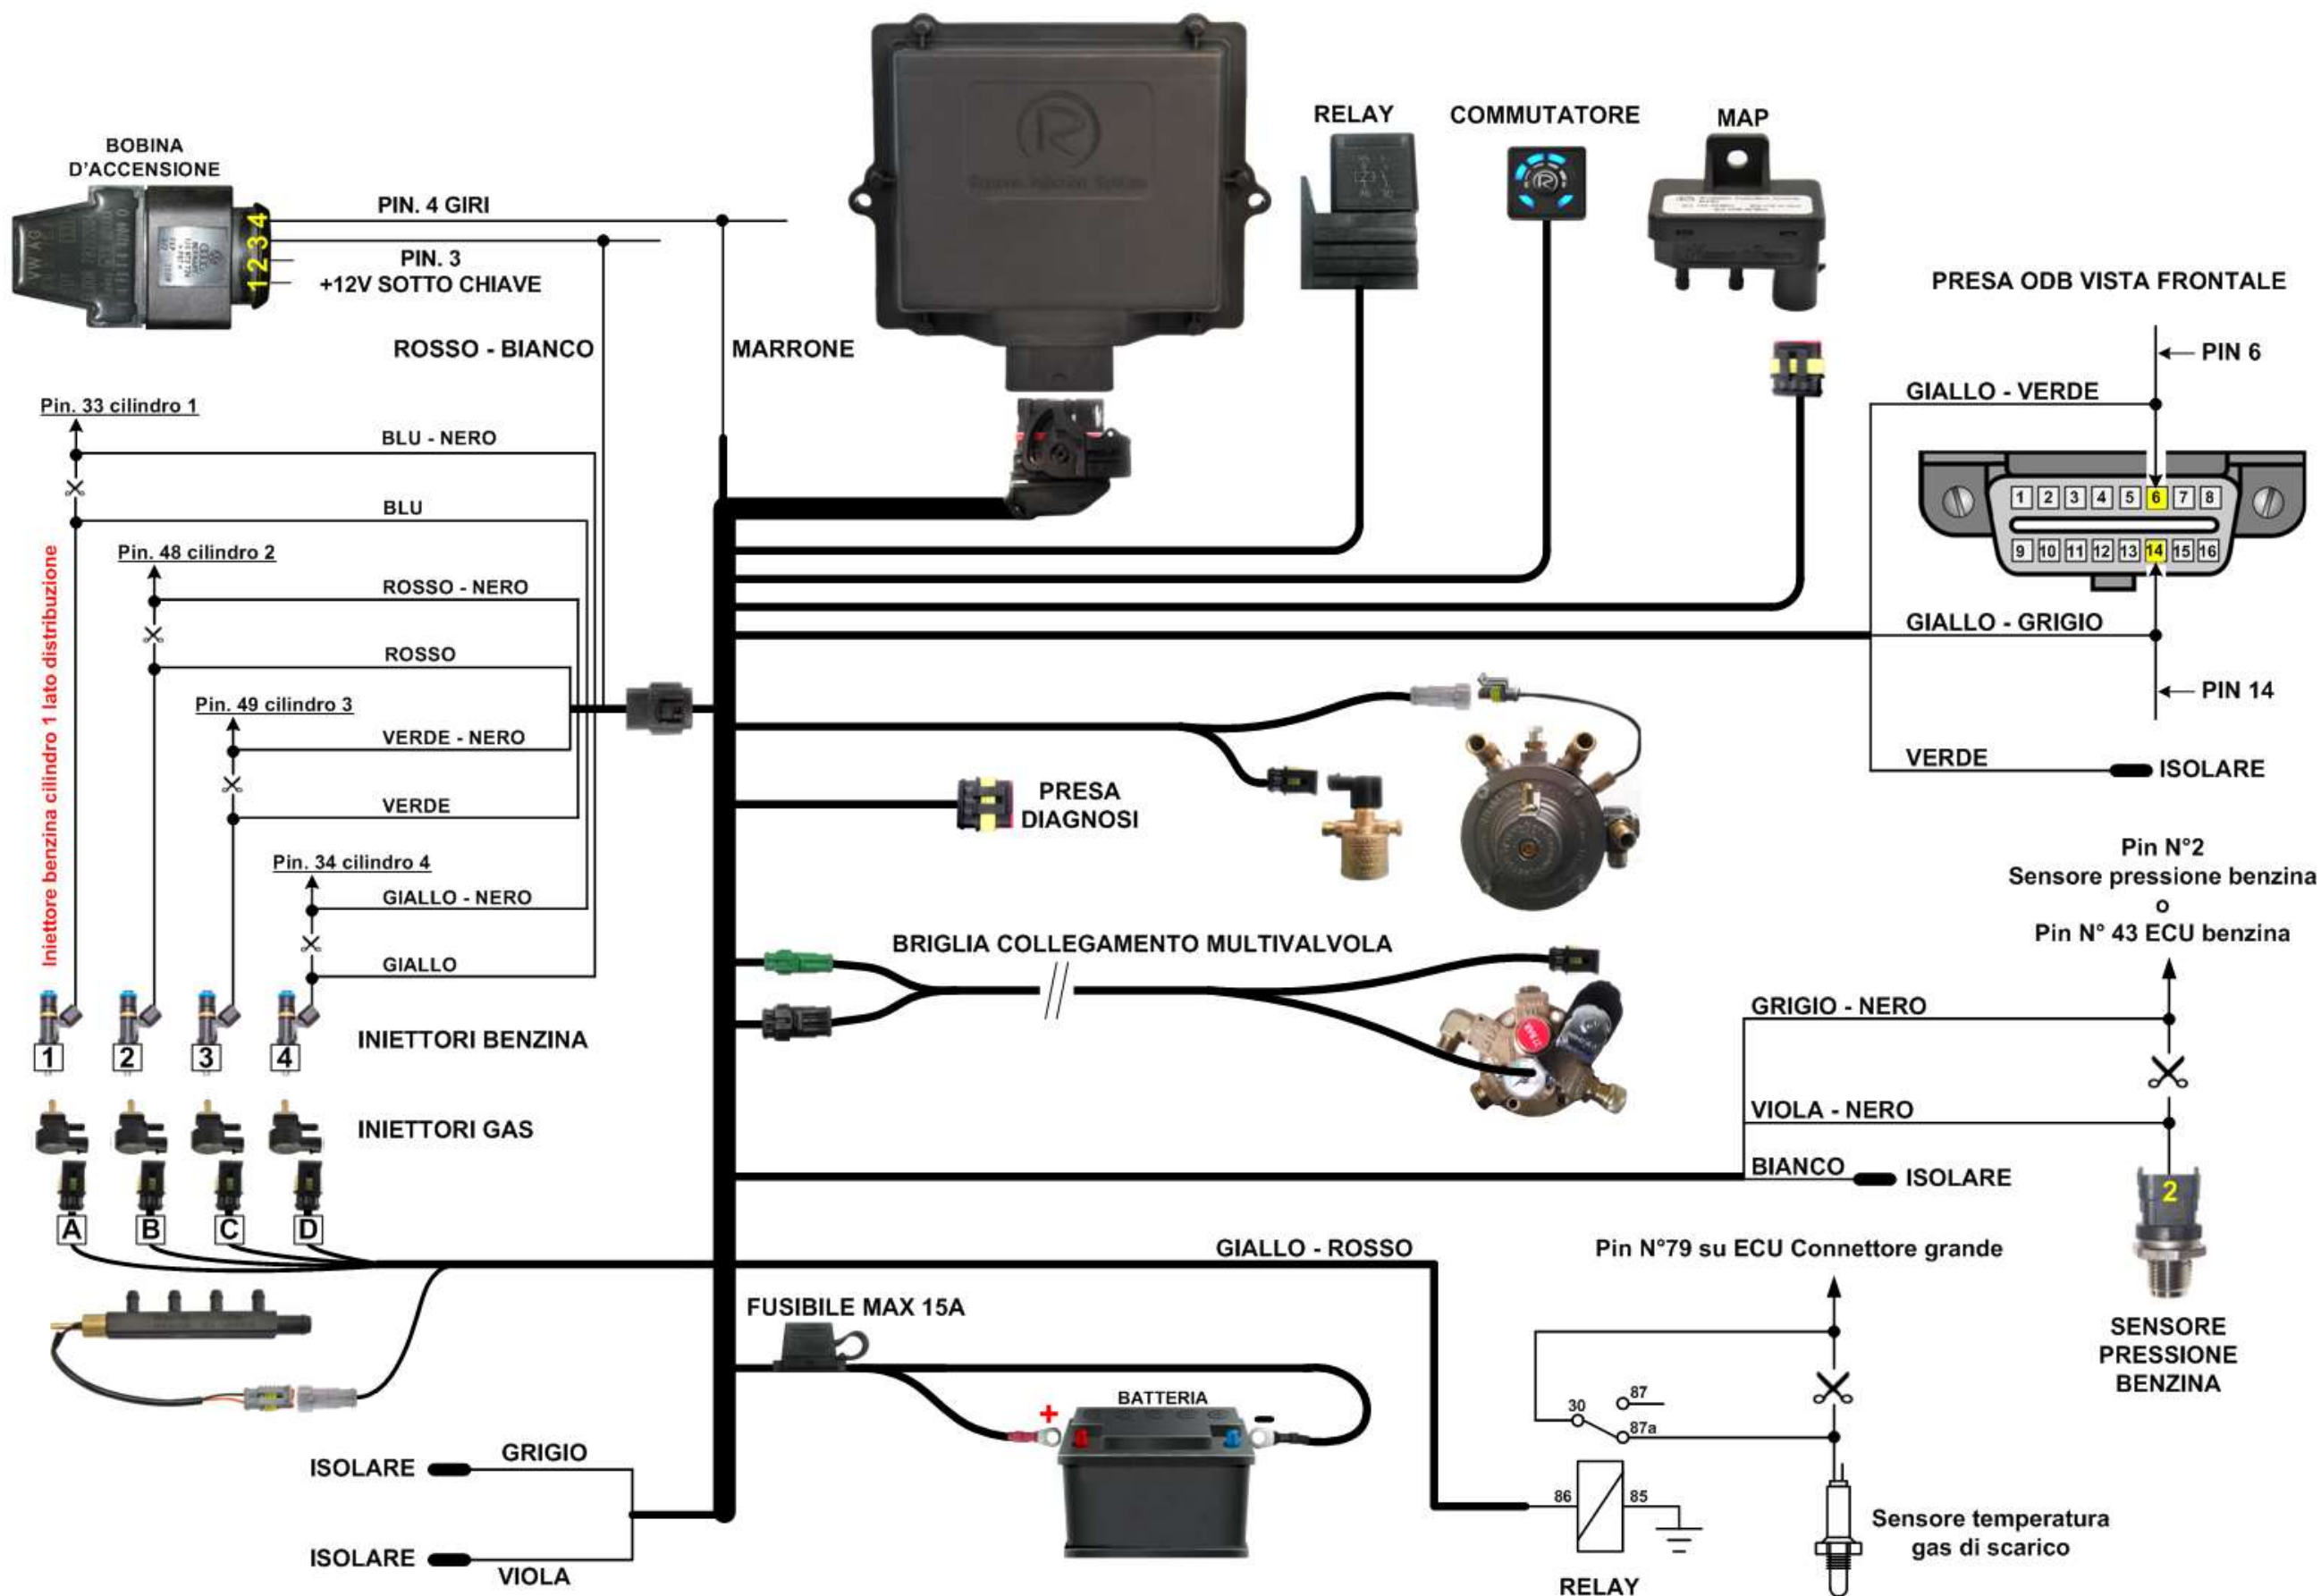 BOBINA
D'ACCENSIONE
PIN. 4 GIRI
PIN. 3
+12V SOTTO CHIAVE
1 2 3 4
VW AG
ROSSO - BIANCO
MARRONE
RELAY
COMMUTATORE
MAP
PRESA ODB VISTA FRONTALE
PIN 6
GIALLO - VERDE
1 2 3 4 5 6 7 8
9 10 11 12 13 14 15 16
GIALLO - GRIGIO
PIN 14
VERDE
ISOLARE
Pin. 33 cilindro 1
BLU - NERO
BLU
Pin. 48 cilindro 2
ROSSO - NERO
ROSSO
Pin. 49 cilindro 3
VERDE - NERO
VERDE
Pin. 34 cilindro 4
GIALLO - NERO
GIALLO
Iniettore benzina cilindro 1 lato distribuzione
1 2 3 4
INIETTORI BENZINA
INIETTORI GAS
A B C D
PRESA
DIAGNOSI
BRIGLIA COLLEGAMENTO MULTIVALVOLA
Pin N°2
Sensore pressione benzina
o
Pin N° 43 ECU benzina
GRIGIO - NERO
VIOLA - NERO
BIANCO
ISOLARE
2
SENSORE
PRESSIONE
BENZINA
GIALLO - ROSSO
Pin N°79 su ECU Connettore grande
FUSIBILE MAX 15A
BATTERIA
+ -
87
30
87a
86
85
RELAY
Sensore temperatura
gas di scarico
ISOLARE
GRIGIO
ISOLARE
VIOLA